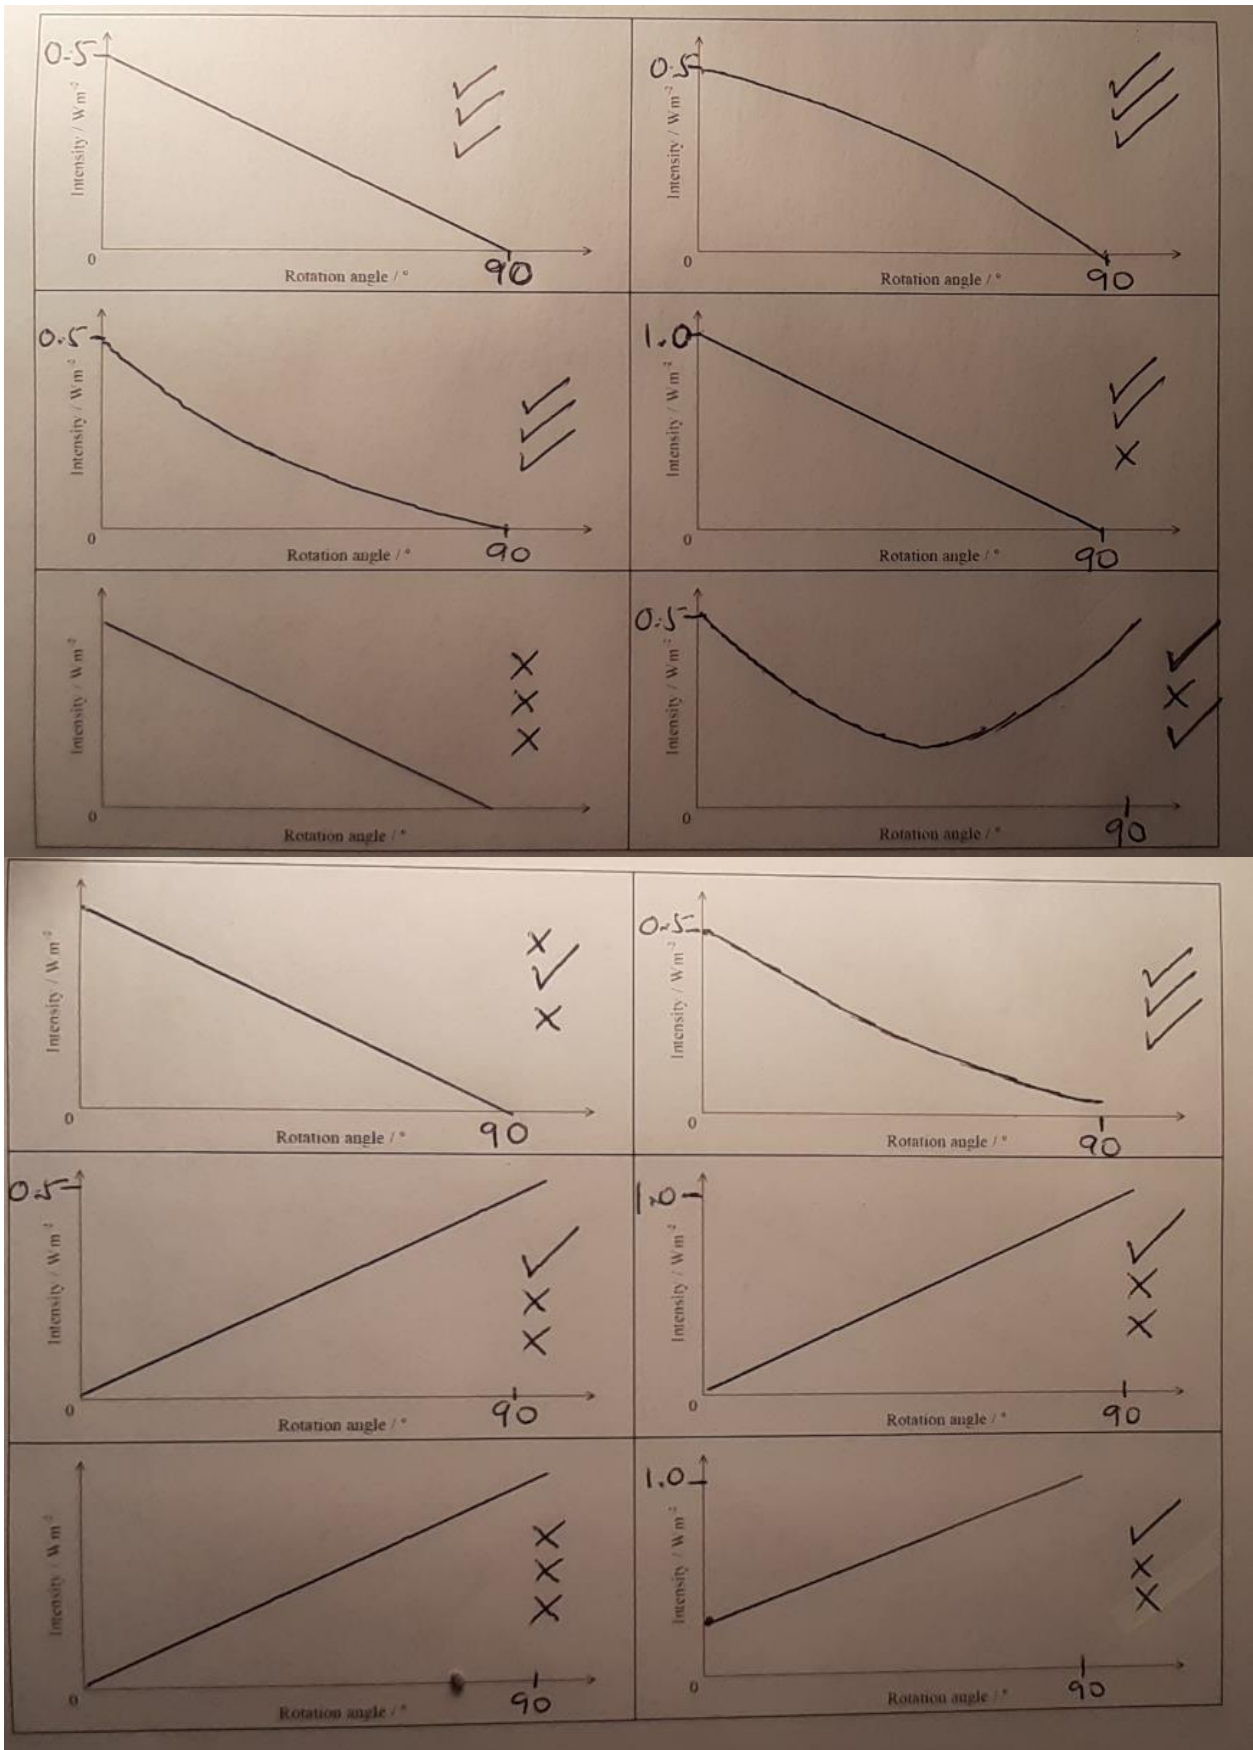 0.5
Intensity / W m⁻²
0
Rotation angle / °
90
0.5
Intensity / W m⁻²
0
Rotation angle / °
90
0.5
Intensity / W m⁻²
0
Rotation angle / °
90
1.0
Intensity / W m⁻²
0
Rotation angle / °
90
Intensity / W m⁻²
0
Rotation angle / °
0.5
Intensity / W m⁻²
0
Rotation angle / °
90
Intensity / W m⁻²
0
Rotation angle / °
90
0.5
Intensity / W m⁻²
0
Rotation angle / °
90
0.5
Intensity / W m⁻²
0
Rotation angle / °
90
1.0
Intensity / W m⁻²
0
Rotation angle / °
90
Intensity / W m⁻²
0
Rotation angle / °
90
1.0
Intensity / W m⁻²
0
Rotation angle / °
90